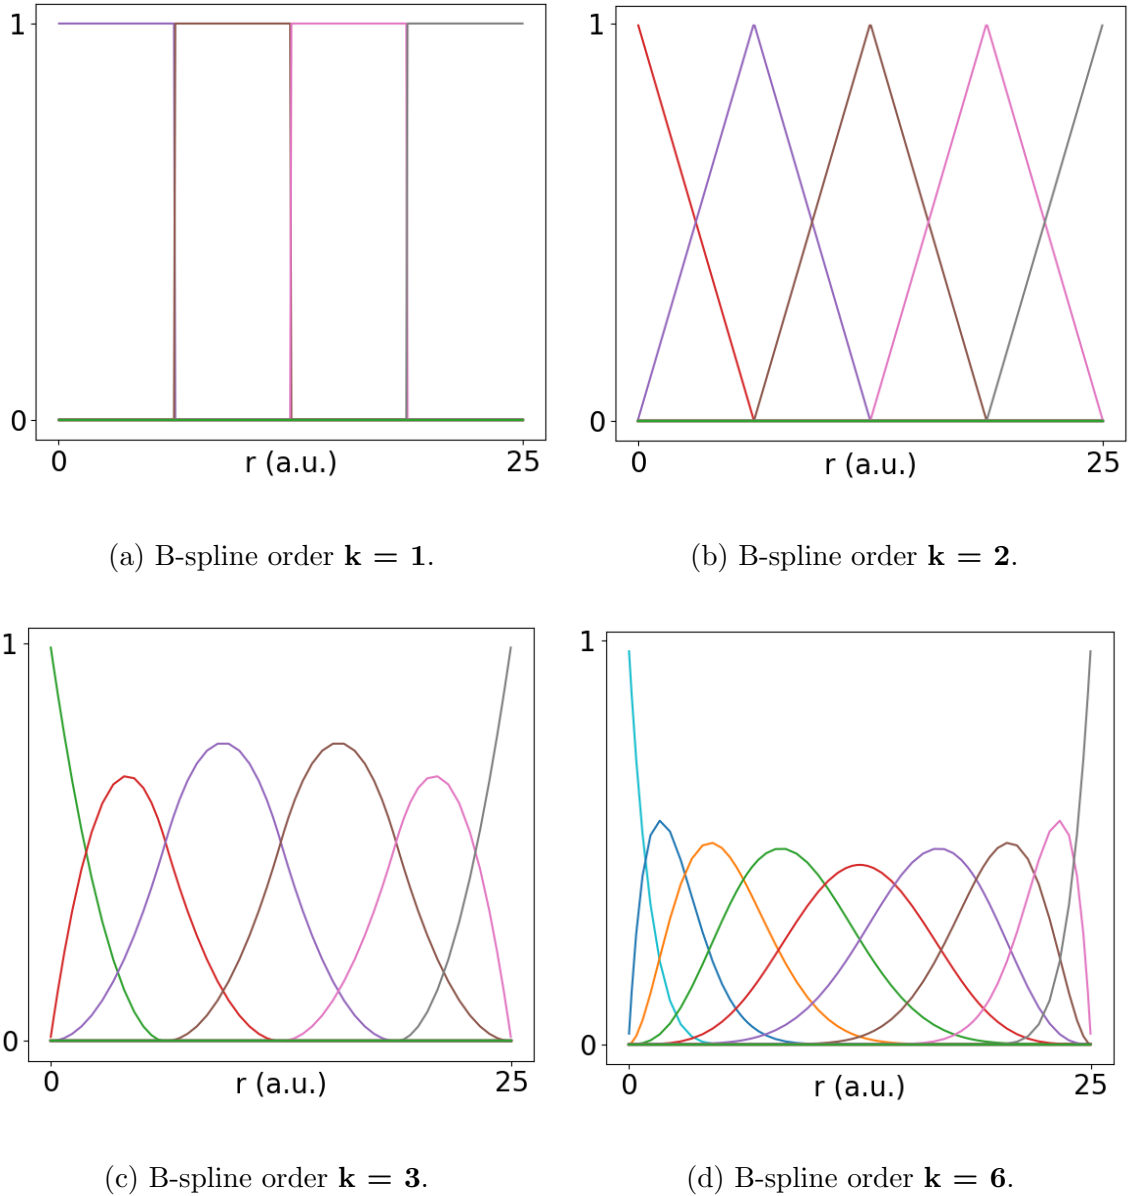 1
1
0
0
0
r (a.u.)
25
0
r (a.u.)
25
(a) B-spline order k = 1.
(b) B-spline order k = 2.
1
1
0
0
0
r (a.u.)
25
0
r (a.u.)
25
(c) B-spline order k = 3.
(d) B-spline order k = 6.